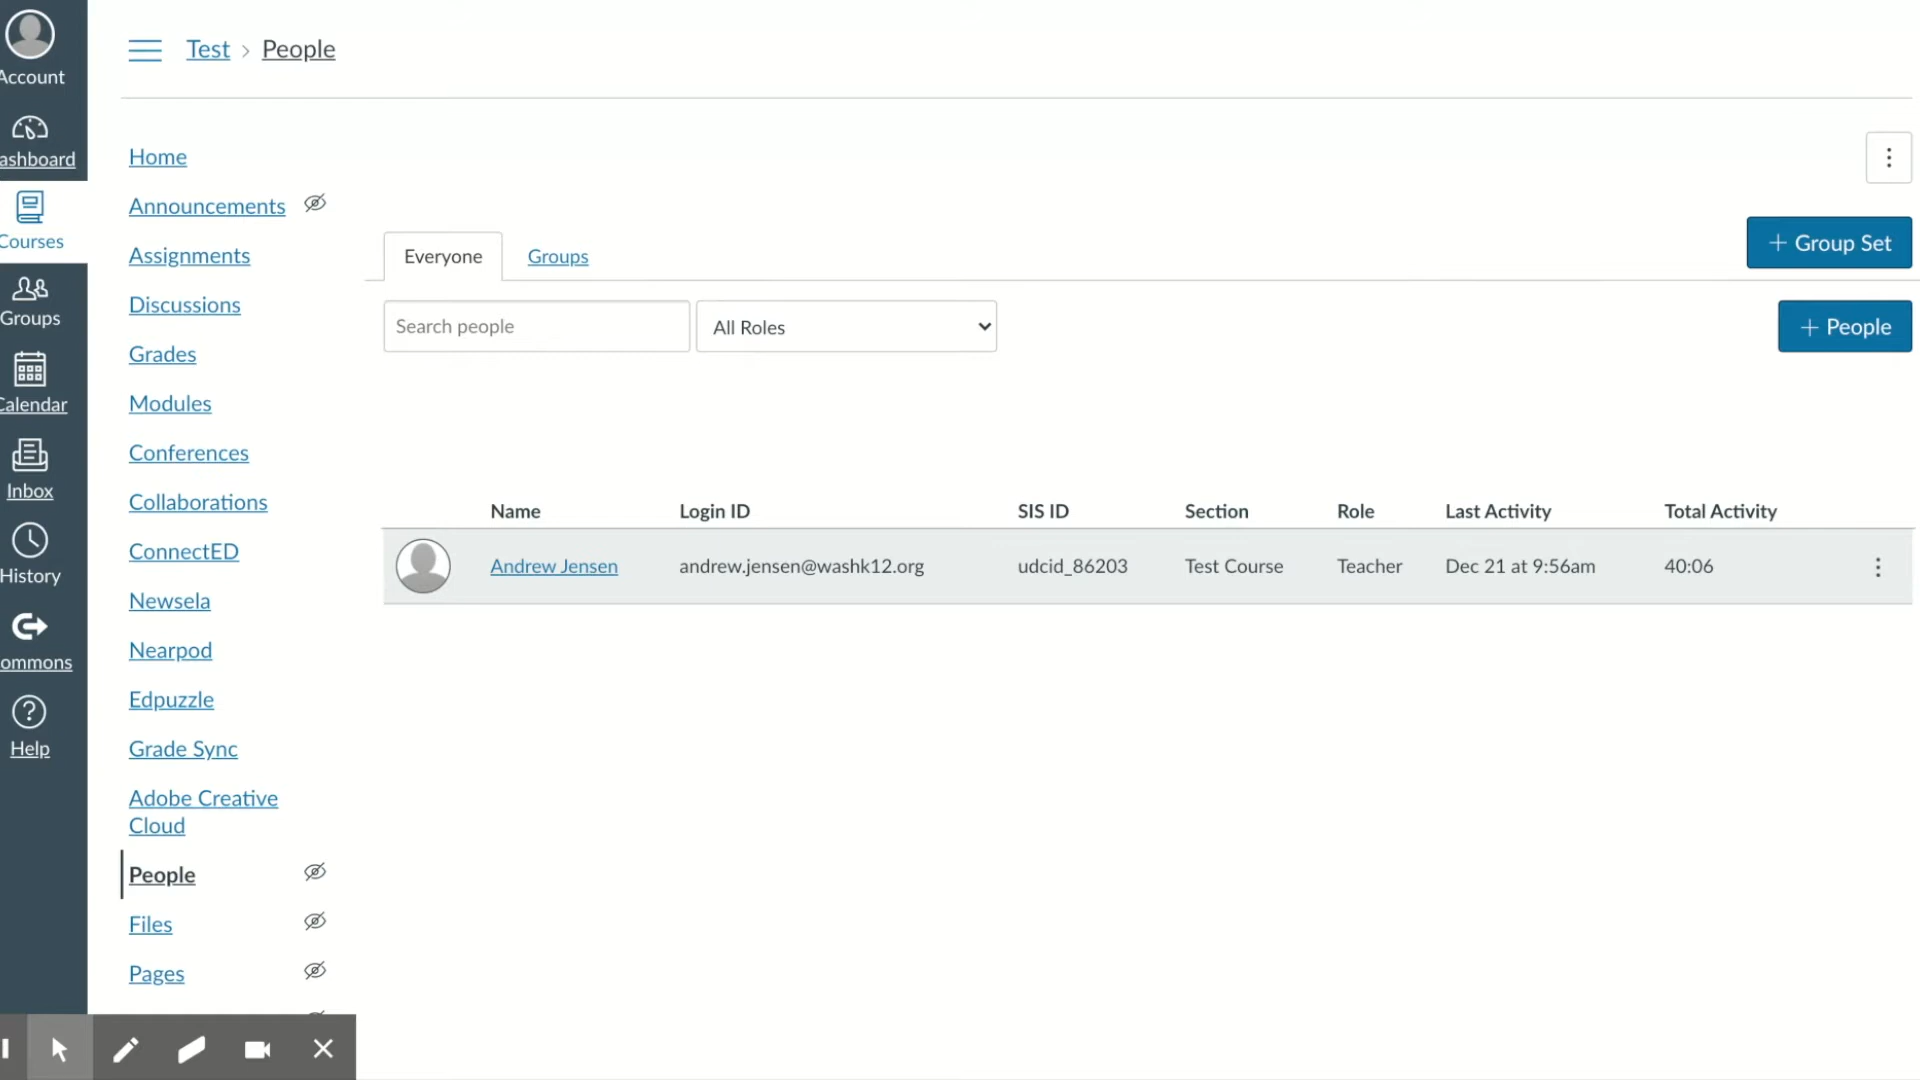 Account
ashboard
Courses
Groups
Calendar
Inbox
History
ommons
Help
Test > People
Home
Announcements
Assignments
Discussions
Grades
Modules
Conferences
Collaborations
ConnectED
Newsela
Nearpod
Edpuzzle
Grade Sync
Adobe Creative
Cloud
People
Files
Pages
Everyone Groups
+ Group Set
Search people All Roles
+ People
Name Login ID SIS ID Section Role Last Activity Total Activity
Andrew Jensen andrew.jensen@washk12.org udcid_86203 Test Course Teacher Dec 21 at 9:56am 40:06